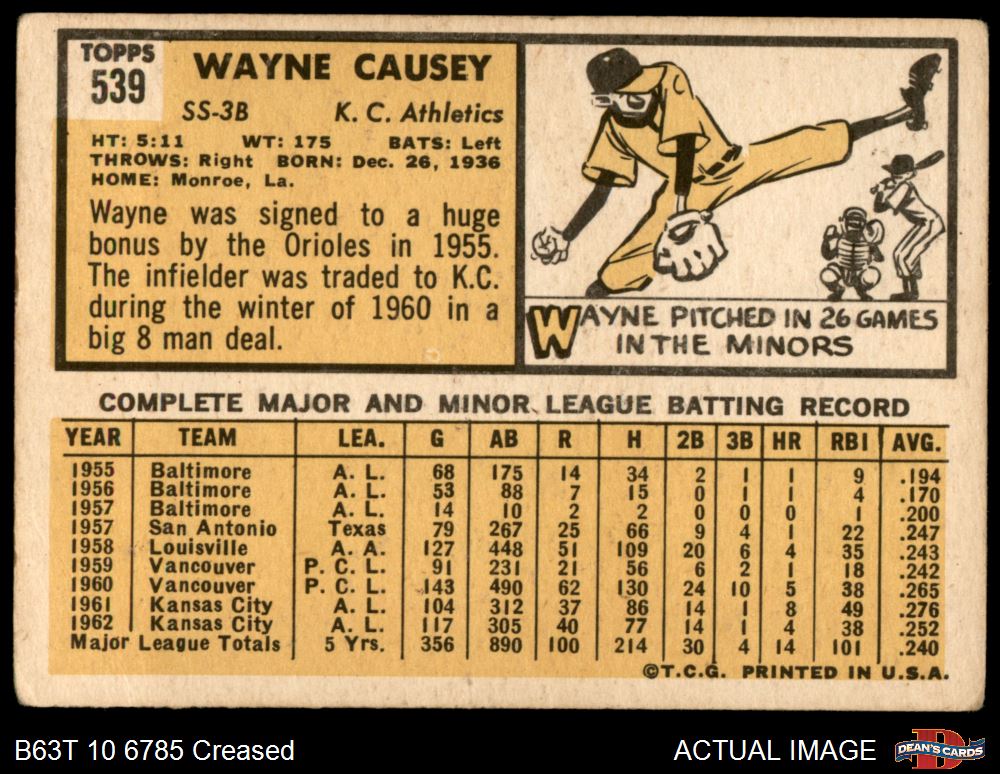 TOPPS
539
WAYNE CAUSEY
SS-3B K. C. Athletics
HT: 5:11 WT: 175 BATS: Left
THROWS: Right BORN: Dec. 26, 1936
HOME: Monroe, La.
Wayne was signed to a huge
bonus by the Orioles in 1955.
The infielder was traded to K.C.
during the winter of 1960 in a
big 8 man deal.
WAYNE PITCHED IN 26 GAMES
IN THE MINORS
COMPLETE MAJOR AND MINOR LEAGUE BATTING RECORD
YEAR TEAM LEA. G AB R H 2B 3B HR RBI AVG.
1955 Baltimore A. L. 68 175 14 34 2 1 1 9 .194
1956 Baltimore A. L. 53 88 7 15 0 1 1 4 .170
1957 Baltimore A. L. 14 10 2 2 0 0 0 1 .200
1957 San Antonio Texas 79 267 25 66 9 4 1 22 .247
1958 Louisville A. A. 127 448 51 109 20 6 4 35 .243
1959 Vancouver P. C. L. 91 231 21 56 6 2 1 18 .242
1960 Vancouver P. C. L. 143 490 62 130 24 10 5 38 .265
1961 Kansas City A. L. 104 312 37 86 14 1 8 49 .276
1962 Kansas City A. L. 117 305 40 77 14 1 4 38 .252
Major League Totals 5 Yrs. 356 890 100 214 30 4 14 101 .240
©T.C.G. PRINTED IN U.S.A.
B63T 10 6785 Creased ACTUAL IMAGE
DEAN'S CARDS